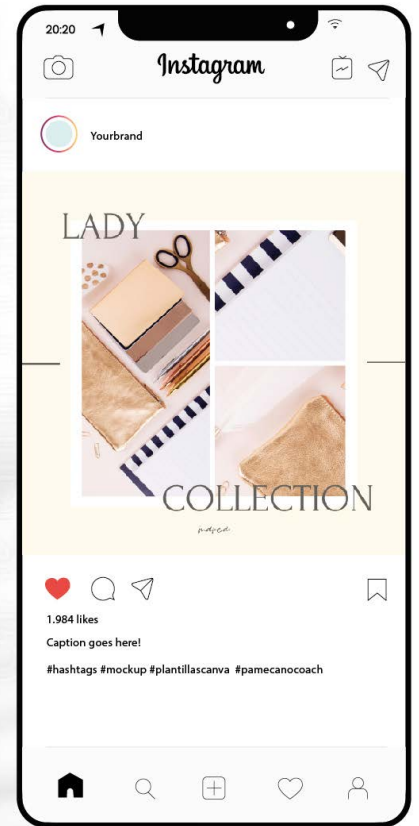 20:20
Instagram
Yourbrand
LADY
COLLECTION
1.984 likes
Caption goes here!
#hashtags #mockup #plantillascanva #pamecanocoach